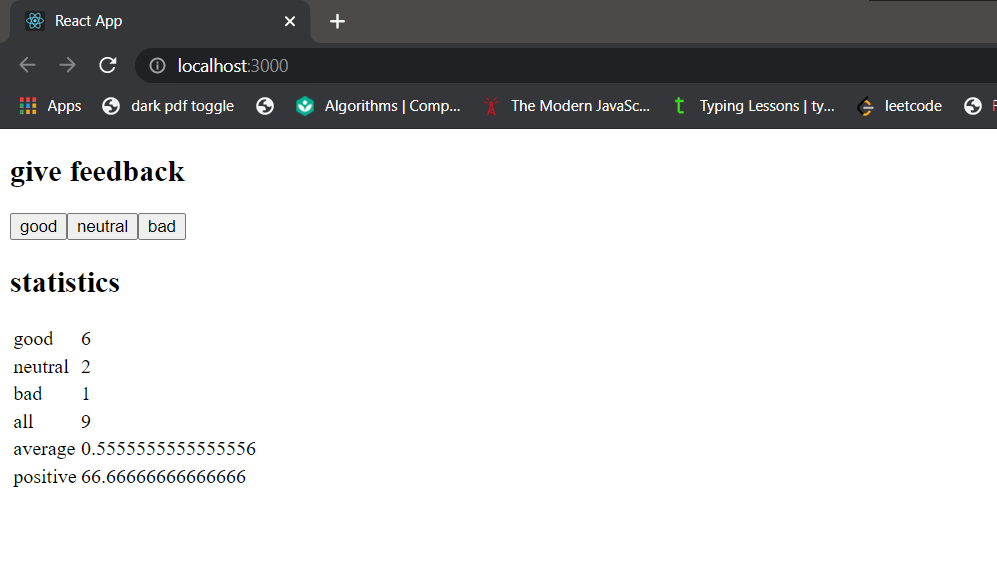 React App
localhost:3000
Apps dark pdf toggle Algorithms | Comp... The Modern JavaSc... Typing Lessons | ty... leetcode
give feedback
good neutral bad
statistics
good 6
neutral 2
bad 1
all 9
average 0.5555555555555556
positive 66.66666666666666